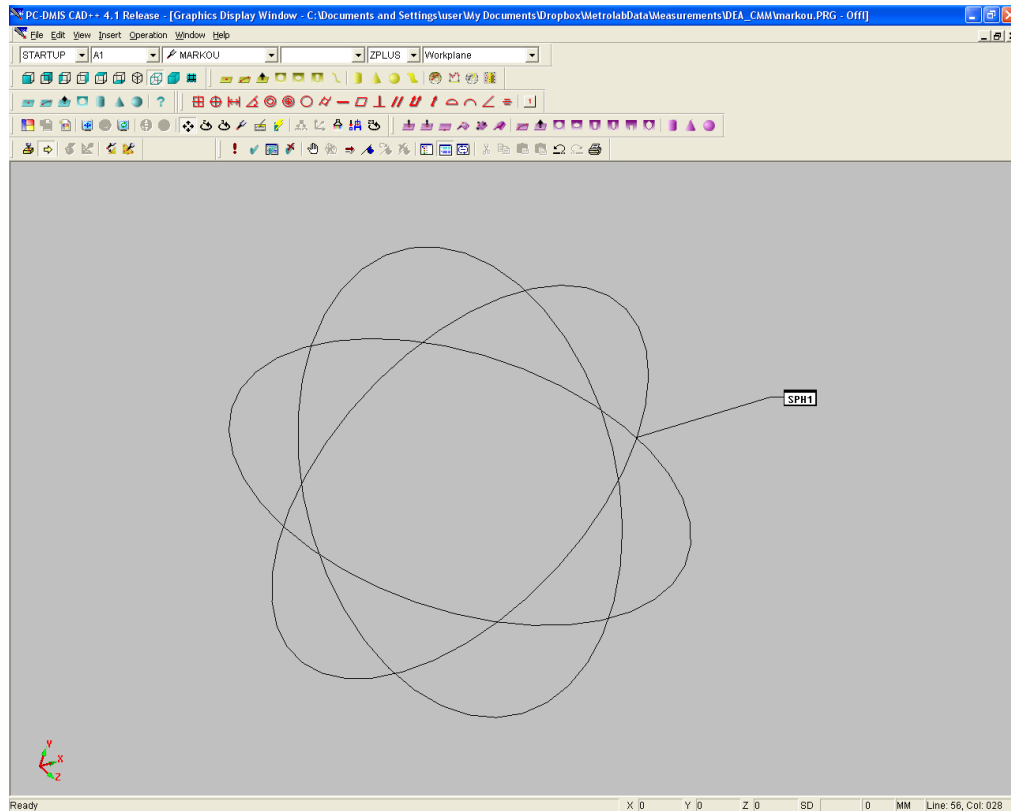 PC-DMIS CAD++ 4.1 Release - [Graphics Display Window - C:\Documents and Settings\user\My Documents\Dropbox\MetrolabData\Measurements\DEA_CMM\markou.PRG - Offl]
File Edit View Insert Operation Window Help
STARTUP A1 MARKOU ZPLUS Workplane
SPH1
Y
X
Z
Ready X 0 Y 0 Z 0 SD 0 MM Line: 56, Col: 028